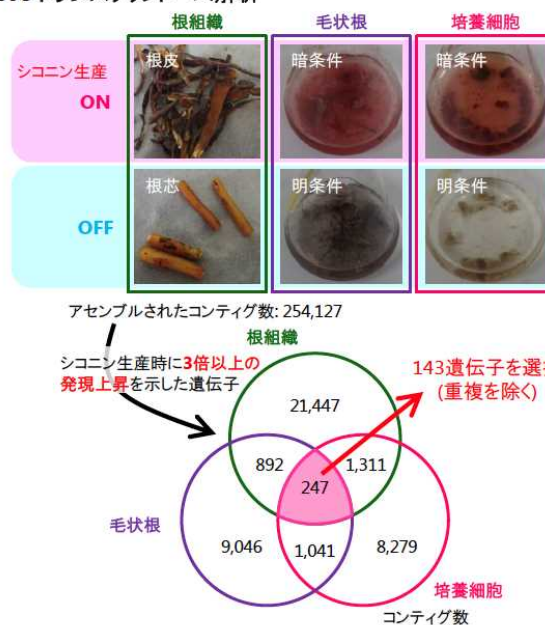 根組織 毛状根 培養細胞
シコニン生産
ON
根皮 暗条件 暗条件
OFF
根芯 明条件 明条件
アセンブルされたコンティグ数: 254,127
根組織
シコニン生産時に3倍以上の
発現上昇を示した遺伝子
143遺伝子を選
(重複を除く)
21,447
892 1,311
247
毛状根
9,046 1,041 8,279
培養細胞
コンティグ数